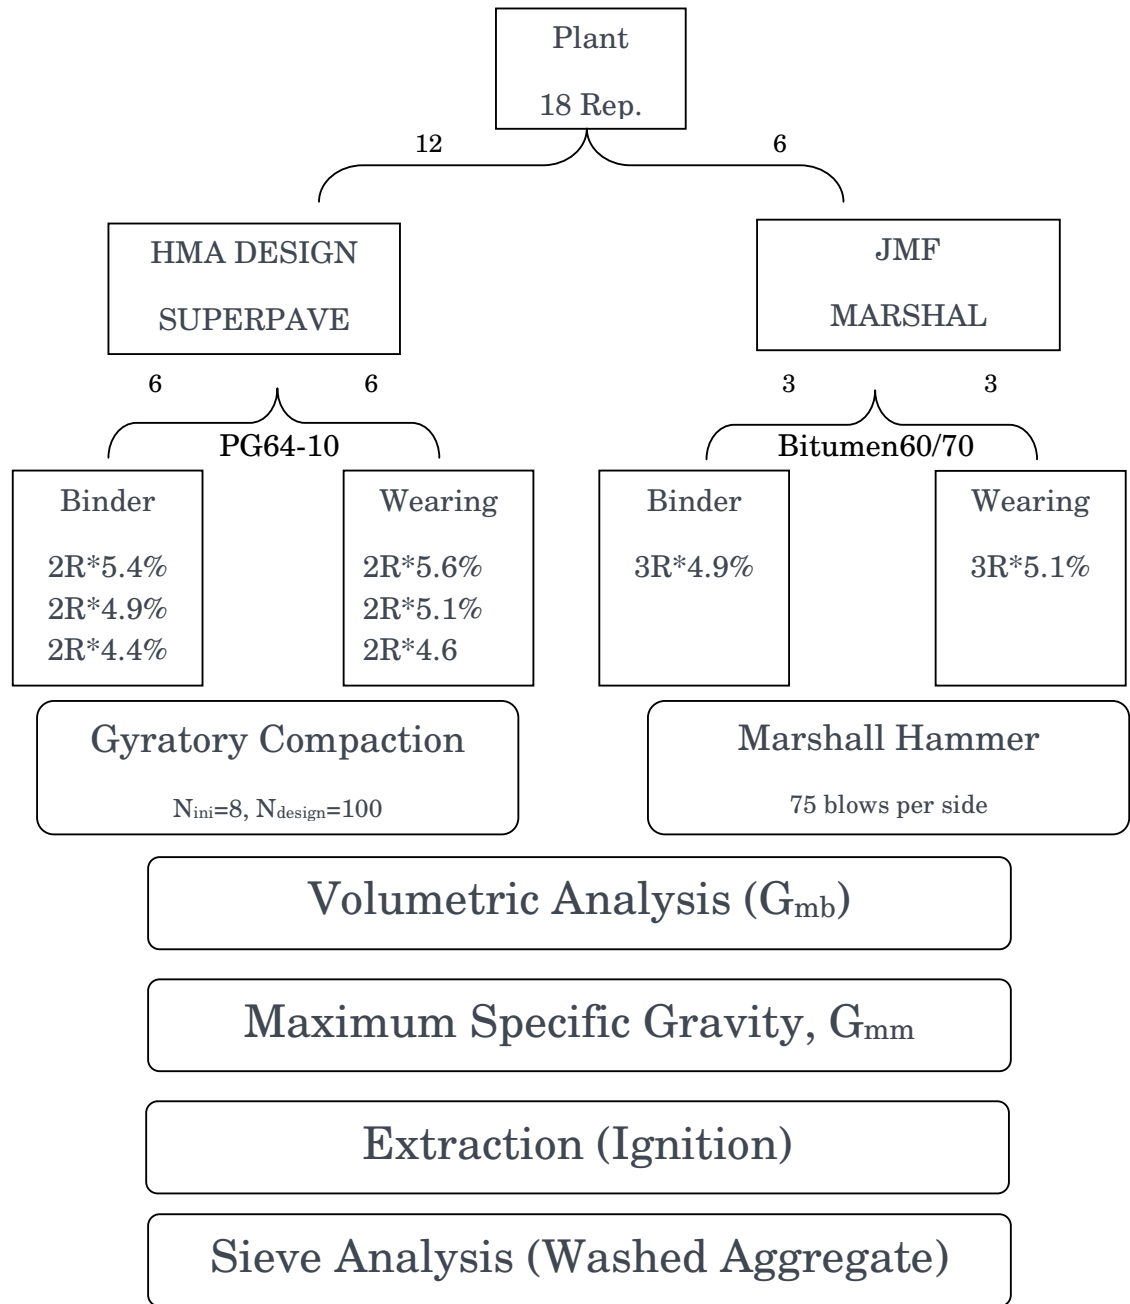 Plant
18 Rep.
12
6
HMA DESIGN
SUPERPAVE
JMF
MARSHAL
6
6
3
3
PG64-10
Bitumen60/70
Binder
2R*5.4%
2R*4.9%
2R*4.4%
Wearing
2R*5.6%
2R*5.1%
2R*4.6
Binder
3R*4.9%
Wearing
3R*5.1%
Gyratory Compaction
Nini=8, Ndesign=100
Marshall Hammer
75 blows per side
Volumetric Analysis (Gmb)
Maximum Specific Gravity, Gmm
Extraction (Ignition)
Sieve Analysis (Washed Aggregate)